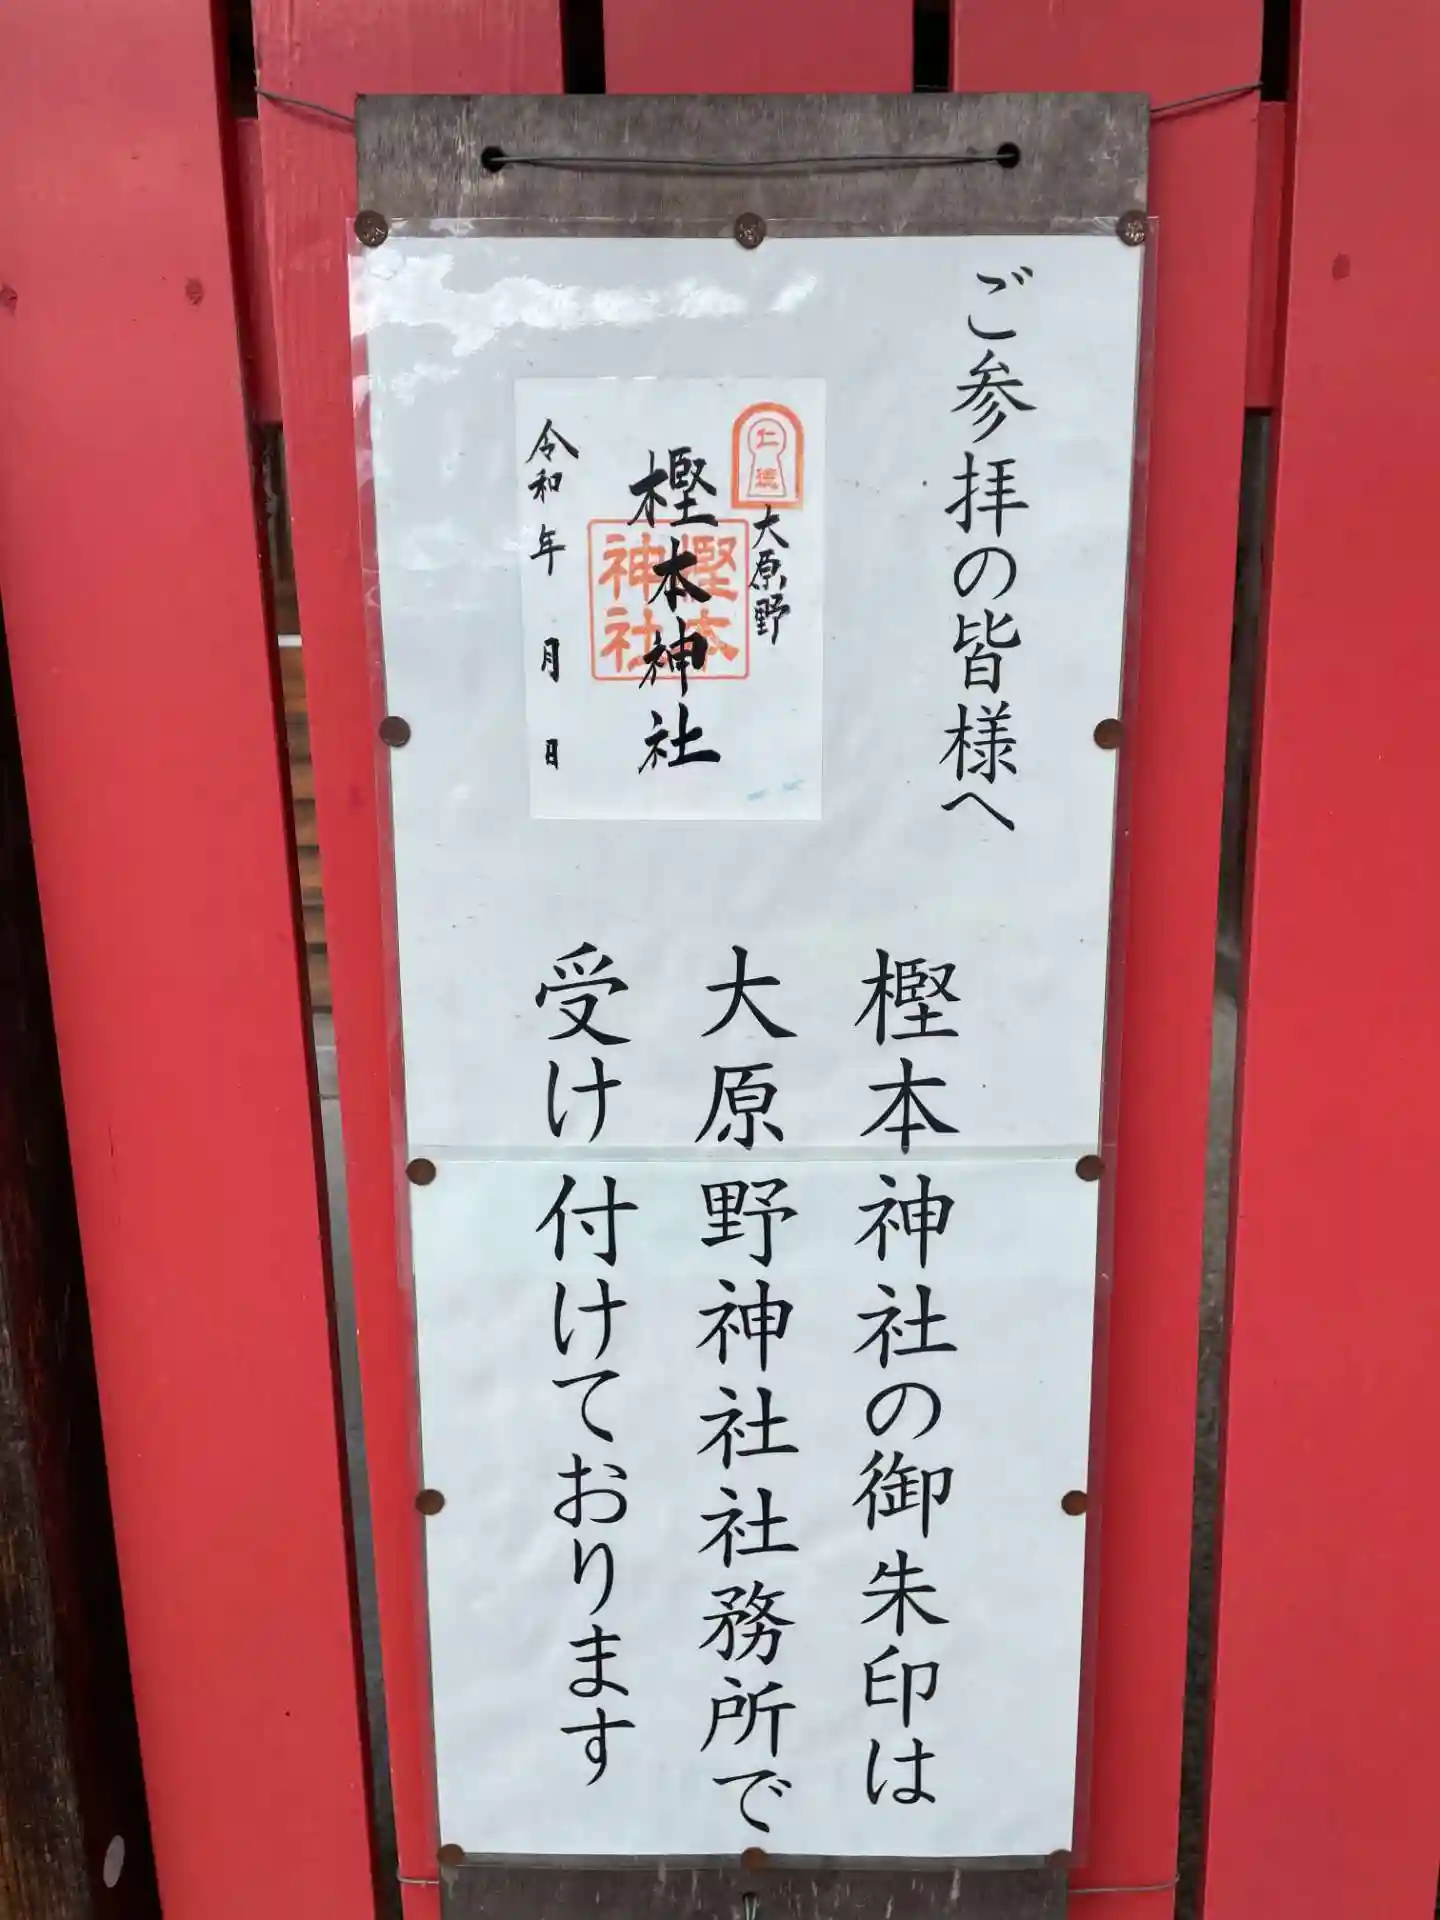 ご参拝の皆様へ
仁
徳
大原野
樫本神社
樫本
神社
令和 年 月 日
樫本神社の御朱印は
大原野神社社務所で
受け付けております